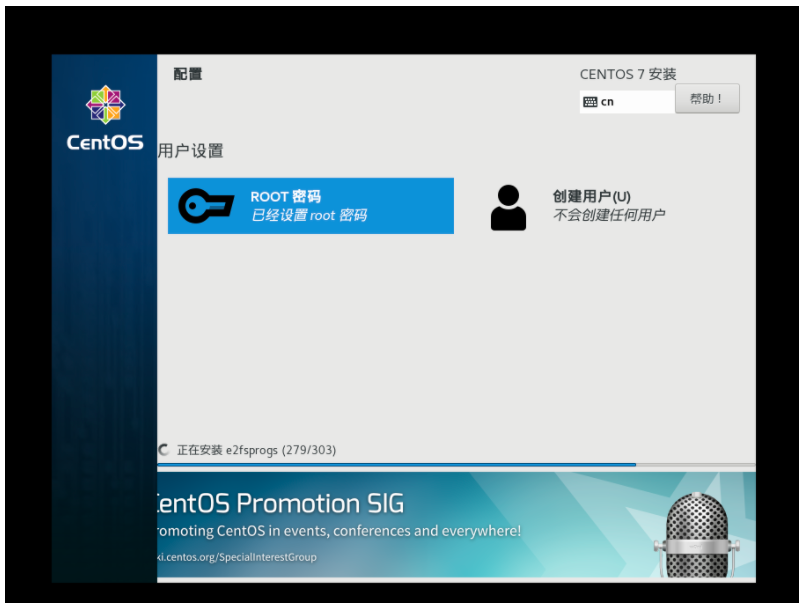 配置
CENTOS 7 安装
cn
帮助！
CentOS
用户设置
ROOT 密码
已经设置 root 密码
创建用户(U)
不会创建任何用户
正在安装 e2fsprogs (279/303)
entOS Promotion SIG
omoting CentOS in events, conferences and everywhere!
ki.centos.org/SpecialInterestGroup